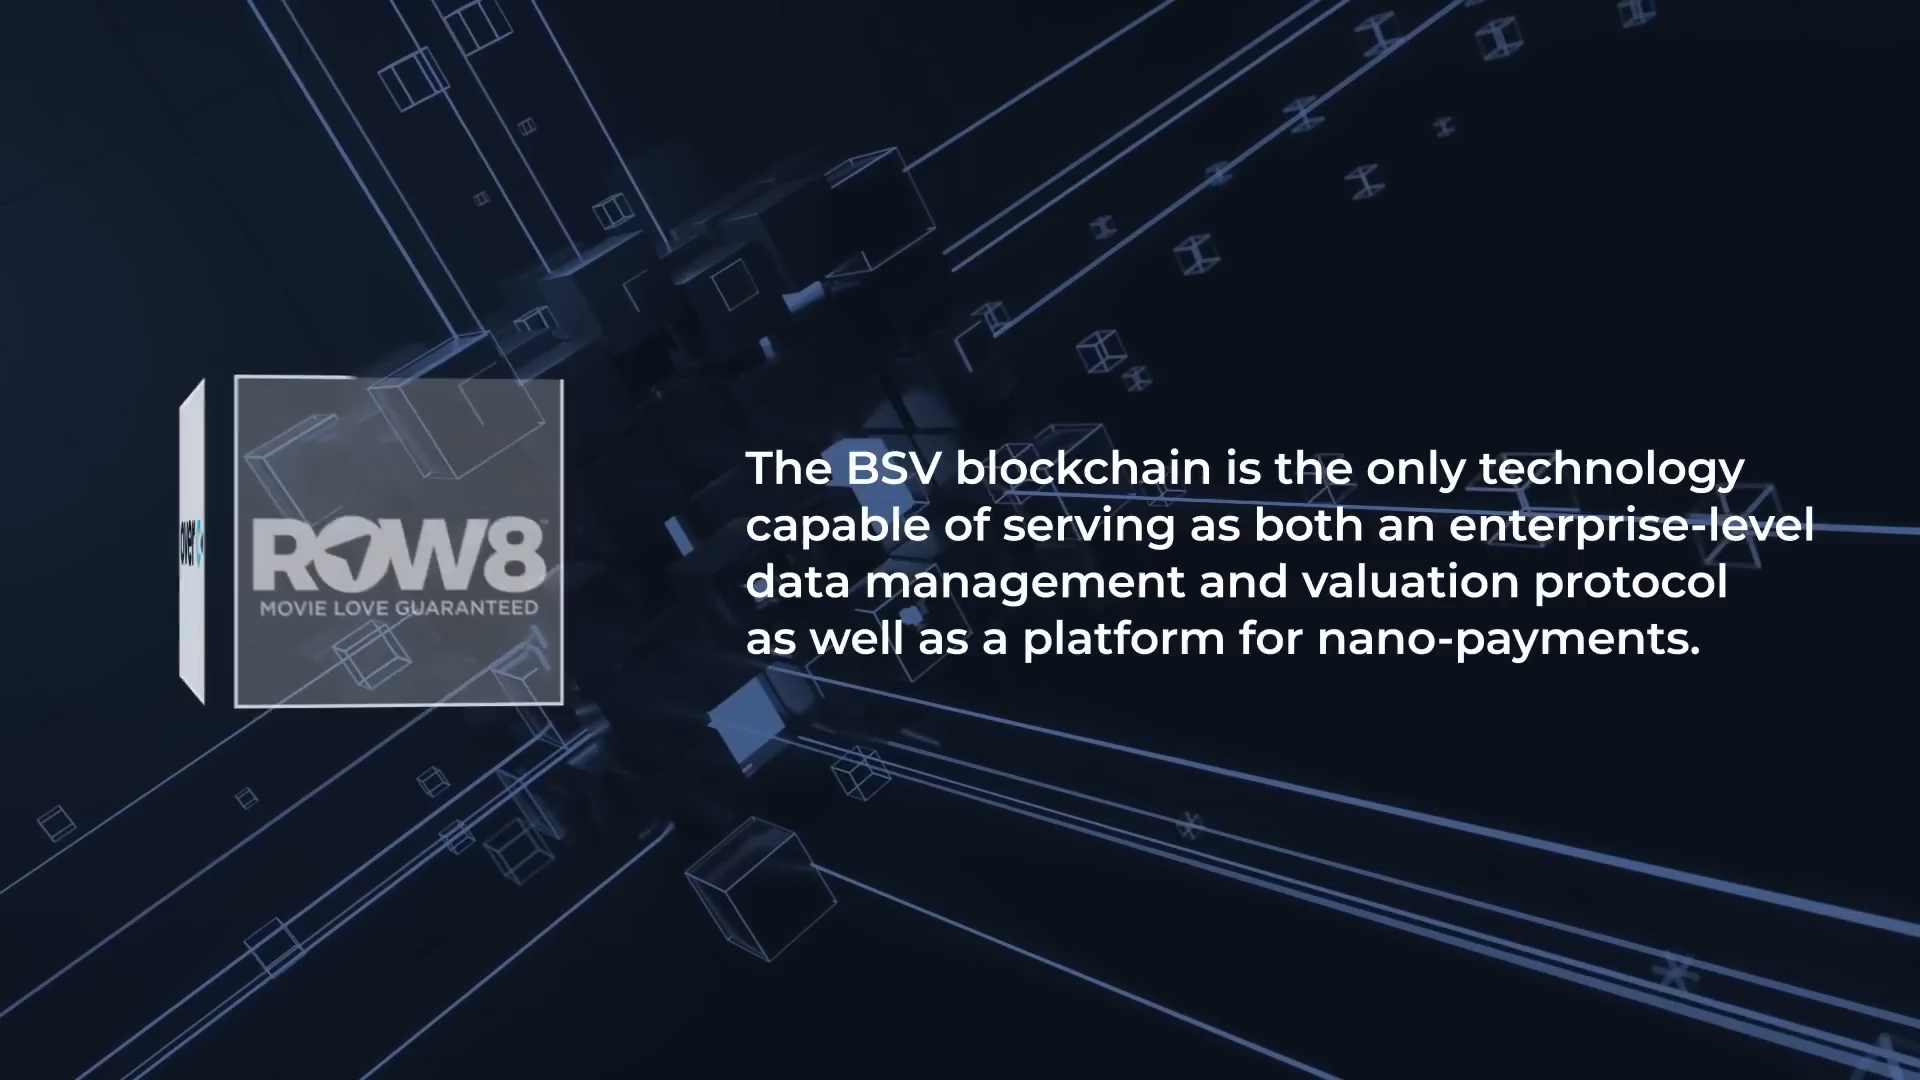 ROW8
MOVIE LOVE GUARANTEED
The BSV blockchain is the only technology
capable of serving as both an enterprise-level
data management and valuation protocol
as well as a platform for nano-payments.